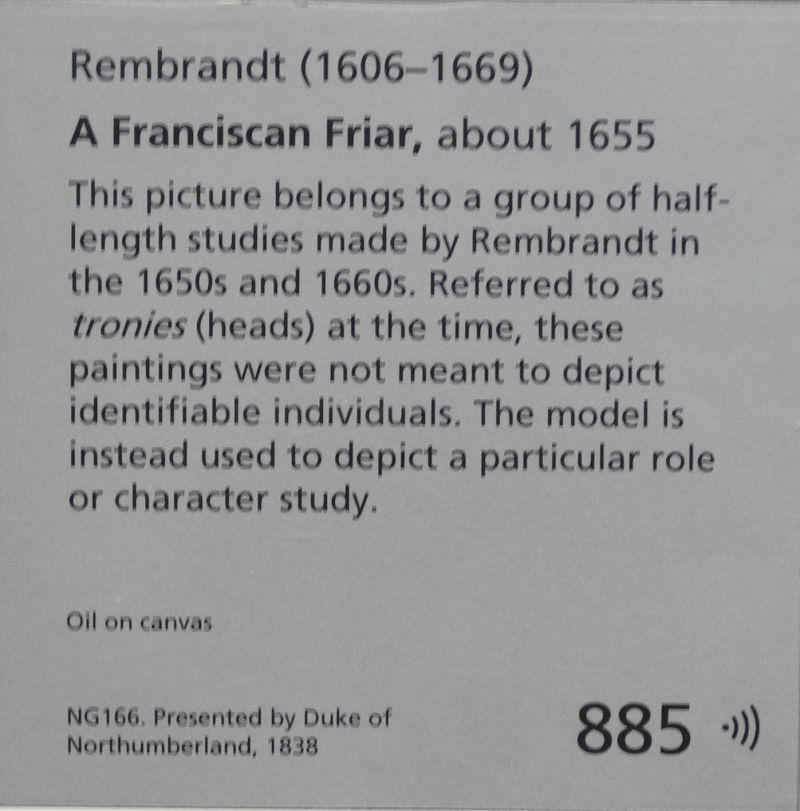 Rembrandt (1606–1669)
A Franciscan Friar, about 1655
This picture belongs to a group of half-
length studies made by Rembrandt in
the 1650s and 1660s. Referred to as
tronies (heads) at the time, these
paintings were not meant to depict
identifiable individuals. The model is
instead used to depict a particular role
or character study.
Oil on canvas
NG166. Presented by Duke of
Northumberland, 1838
885